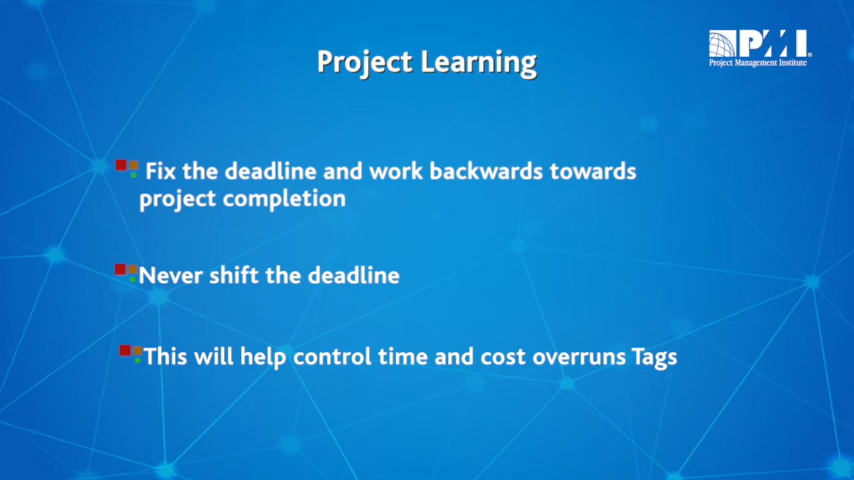 PMI
Project Management Institute
Project Learning
Fix the deadline and work backwards towards
project completion
Never shift the deadline
This will help control time and cost overruns Tags